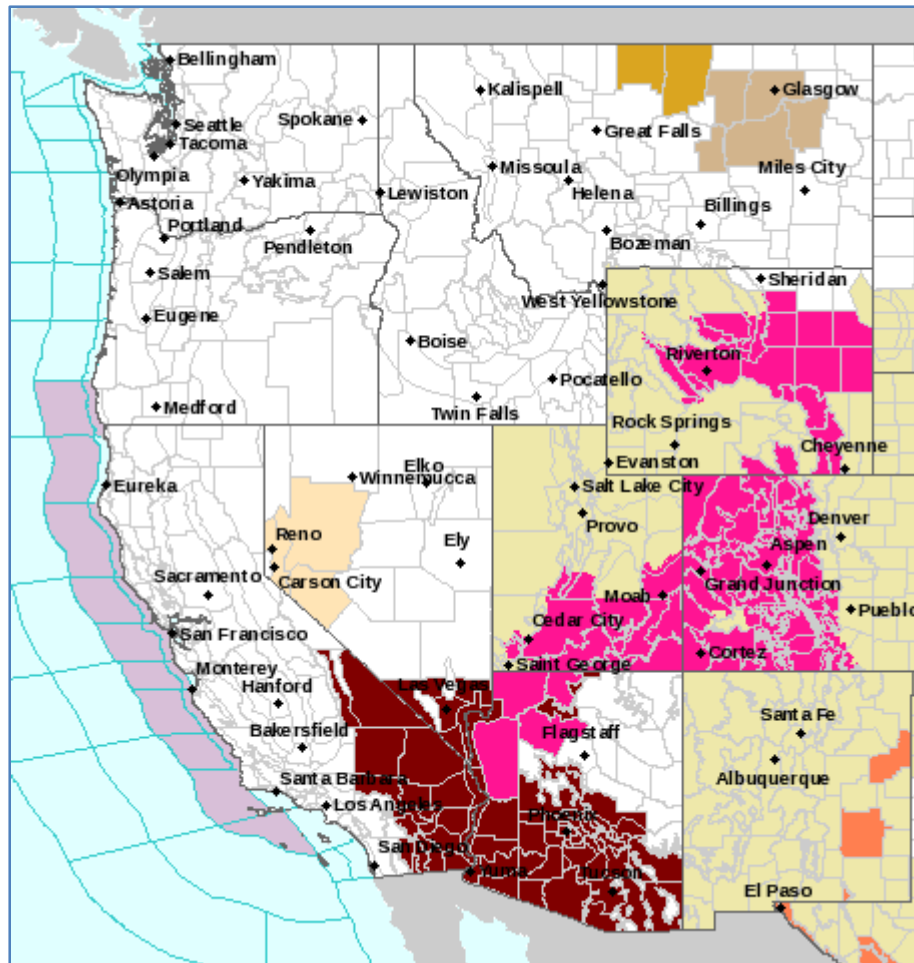 Bellingham
Kalispell
Glasgow
Seattle
Spokane
Great Falls
Tacoma
Olympia
Missoula
Miles City
Yakima
Helena
Lewiston
Astoria
Billings
Portland
Pendleton
Bozeman
Salem
Sheridan
West Yellowstone
Eugene
Boise
Riverton
Pocatello
Medford
Twin Falls
Rock Springs
Cheyenne
Elko
Evanston
Winnemucca
Eureka
Salt Lake City
Provo
Denver
Reno
Ely
Aspen
Sacramento
Carson City
Grand Junction
Moab
Pueblo
Cedar City
San Francisco
Cortez
Monterey
Saint George
Hanford
Las Vegas
Santa Fe
Bakersfield
Flagstaff
Albuquerque
Santa Barbara
Los Angeles
Phoenix
San Diego
Yuma
Tucson
El Paso